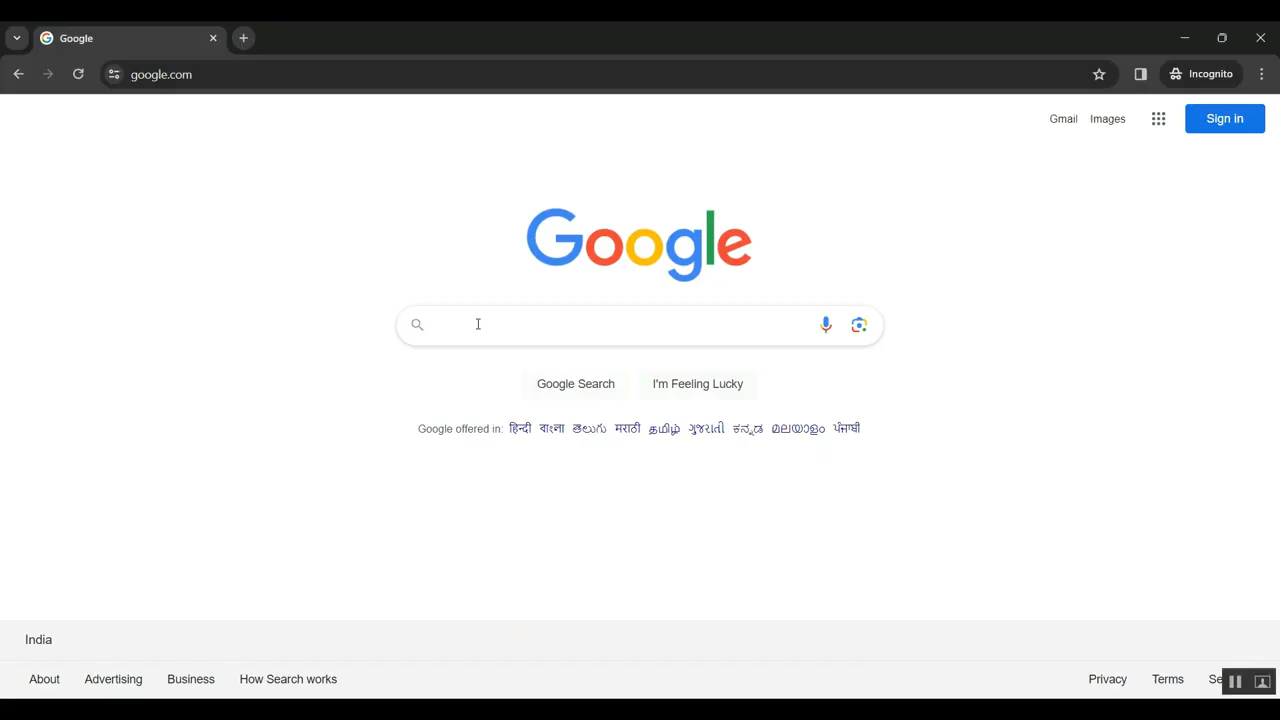 Google
google.com
Incognito
Gmail Images Sign in
Google
Google Search I'm Feeling Lucky
Google offered in: हिन्दी বাংলা తెలుగు मराठी தமிழ் ગુજરાતી ಕನ್ನಡ മലയാളം ਪੰਜਾਬੀ
India
About Advertising Business How Search works Privacy Terms Se